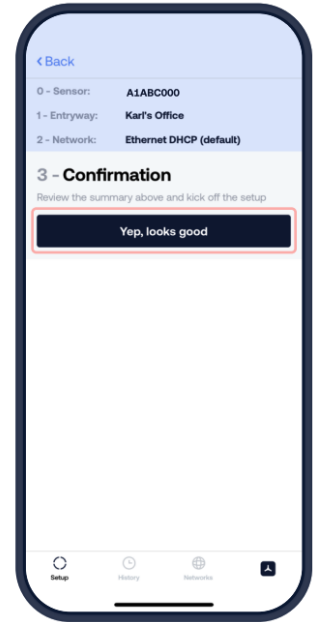 Back
0 - Sensor: A1ABC000
1 - Entryway: Karl's Office
2 - Network: Ethernet DHCP (default)
3 - Confirmation
Review the summary above and kick off the setup
Yep, looks good
Setup History Networks